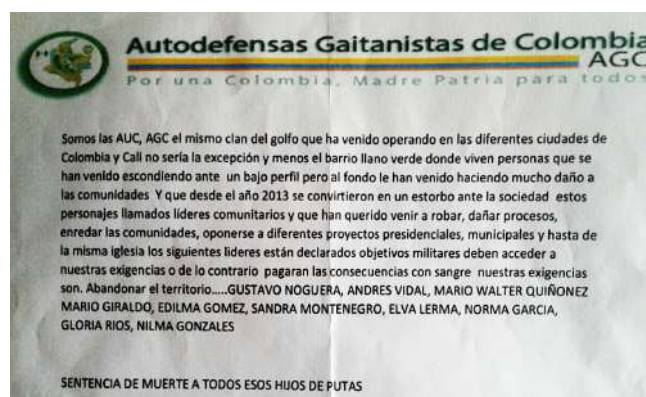 Autodefensas Gaitanistas de Colombia
AGC
Por una Colombia, Madre Patria para todos
Somos las AUC, AGC el mismo clan del golfo que ha venido operando en las diferentes ciudades de
Colombia y Cali no sería la excepción y menos el barrio llano verde donde viven personas que se
han venido escondiendo ante un bajo perfil pero al fondo le han venido haciendo mucho daño a
las comunidades Y que desde el año 2013 se convirtieron en un estorbo ante la sociedad estos
personajes llamados líderes comunitarios y que han querido venir a robar, dañar procesos,
enredar las comunidades, oponerse a diferentes proyectos presidenciales, municipales y hasta de
la misma iglesia los siguientes lideres están declarados objetivos militares deben acceder a
nuestras exigencias o de lo contrario pagaran las consecuencias con sangre nuestras exigencias
son. Abandonar el territorio.....GUSTAVO NOGUERA, ANDRES VIDAL, MARIO WALTER QUIÑONEZ
MARIO GIRALDO, EDILMA GOMEZ, SANDRA MONTENEGRO, ELVA LERMA, NORMA GARCIA,
GLORIA RIOS, NILMA GONZALES
SENTENCIA DE MUERTE A TODOS ESOS HIJOS DE PUTAS